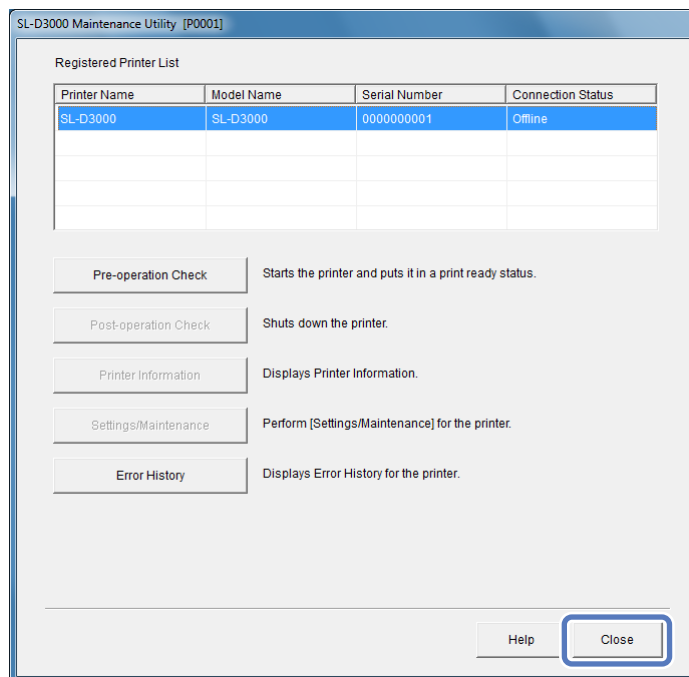 SL-D3000 Maintenance Utility [P0001]
Registered Printer List
Printer Name Model Name Serial Number Connection Status
SL-D3000 SL-D3000 0000000001 Offline
Pre-operation Check Starts the printer and puts it in a print ready status.
Post-operation Check Shuts down the printer.
Printer Information Displays Printer Information.
Settings/Maintenance Perform [Settings/Maintenance] for the printer.
Error History Displays Error History for the printer.
Help Close